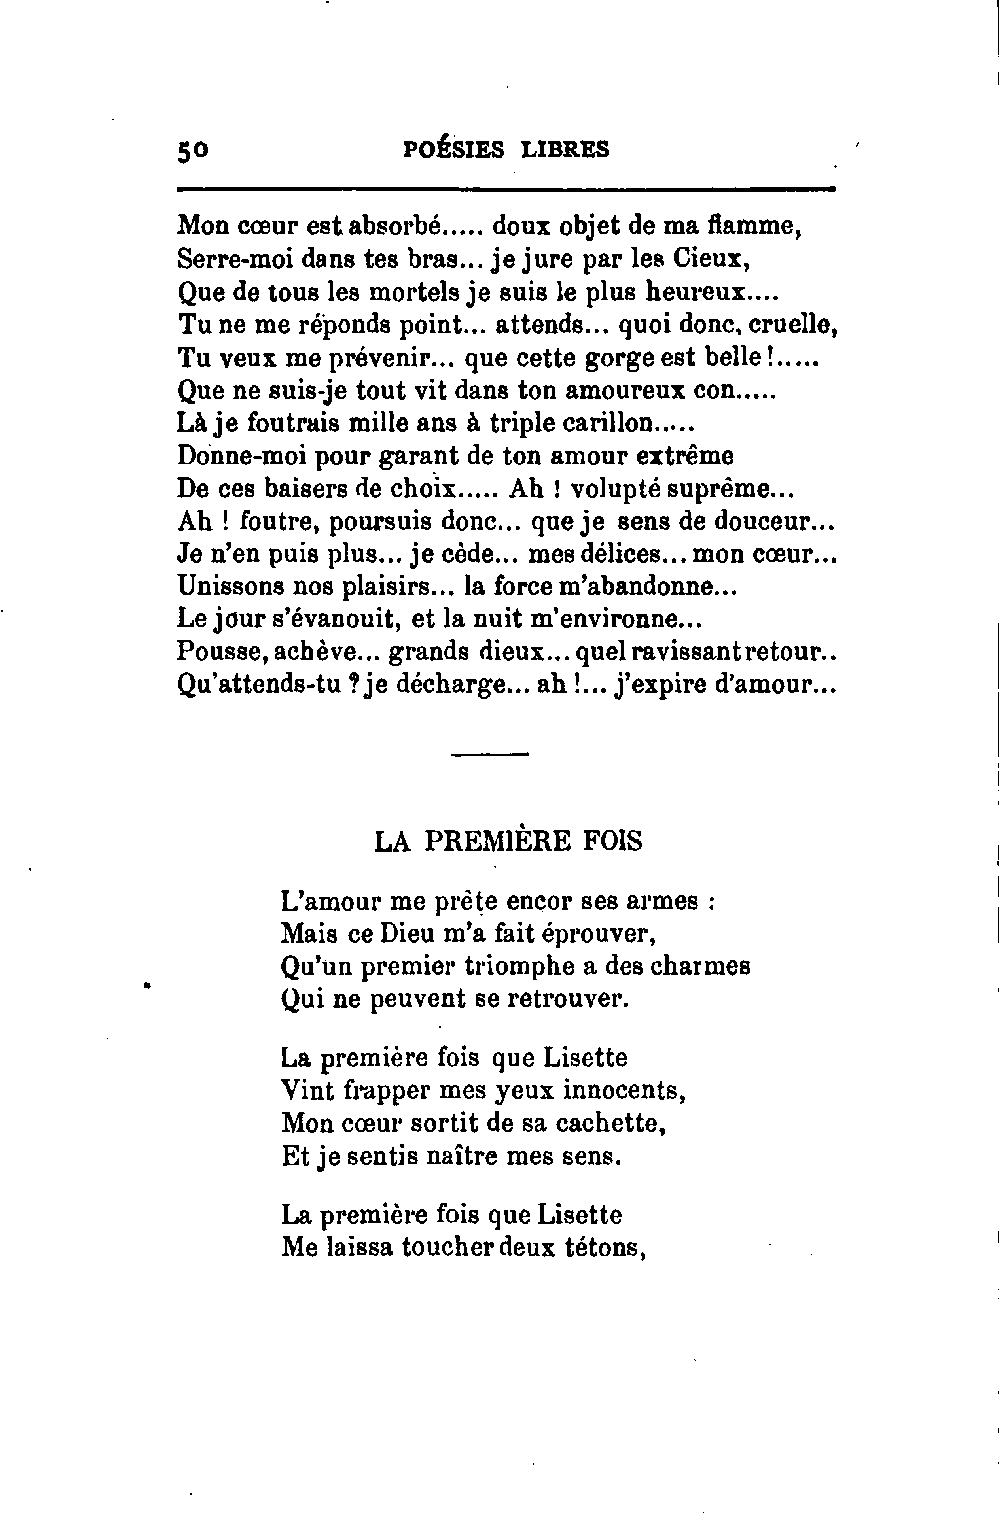 50 POÉSIES LIBRES
Mon cœur est absorbé..... doux objet de ma flamme,
Serre-moi dans tes bras... je jure par les Cieux,
Que de tous les mortels je suis le plus heureux....
Tu ne me réponds point... attends... quoi donc, cruelle,
Tu veux me prévenir... que cette gorge est belle !.....
Que ne suis-je tout vit dans ton amoureux con.....
Là je foutrais mille ans à triple carillon.....
Donne-moi pour garant de ton amour extrême
De ces baisers de choix..... Ah ! volupté suprême...
Ah ! foutre, poursuis donc... que je sens de douceur...
Je n'en puis plus... je cède... mes délices... mon cœur...
Unissons nos plaisirs... la force m'abandonne...
Le jour s'évanouit, et la nuit m'environne...
Pousse, achève... grands dieux... quel ravissant retour..
Qu'attends-tu ? je décharge... ah !... j'expire d'amour...
LA PREMIÈRE FOIS
L'amour me prête encor ses armes :
Mais ce Dieu m'a fait éprouver,
Qu'un premier triomphe a des charmes
Qui ne peuvent se retrouver.
La première fois que Lisette
Vint frapper mes yeux innocents,
Mon cœur sortit de sa cachette,
Et je sentis naître mes sens.
La première fois que Lisette
Me laissa toucher deux tétons,